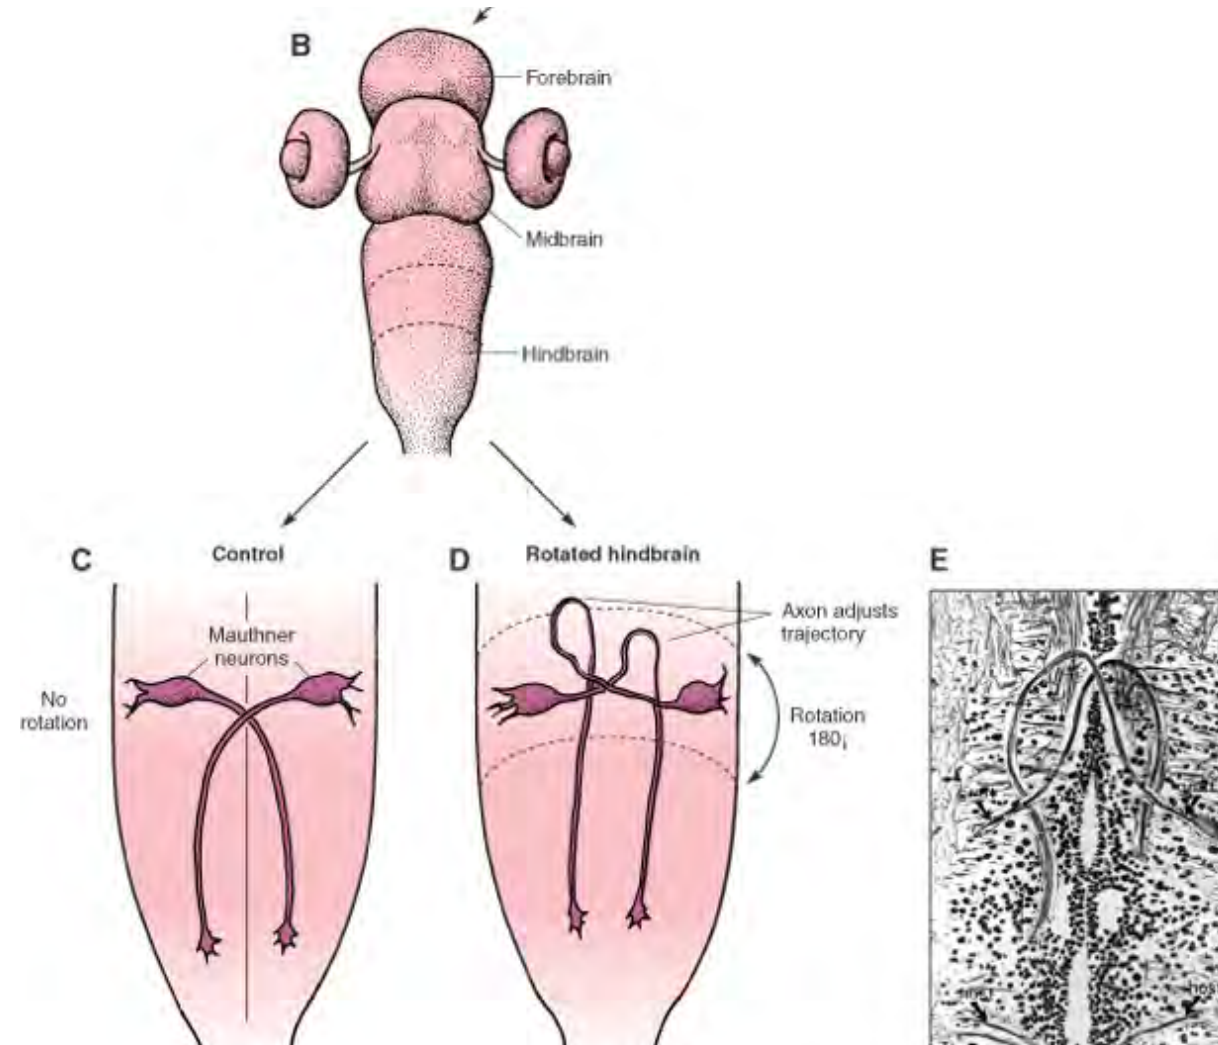 B
Forebrain
Midbrain
Hindbrain
C
Control
D
Rotated hindbrain
E
Mauthner
neurons
No
rotation
Axon adjusts
trajectory
Rotation
180¡